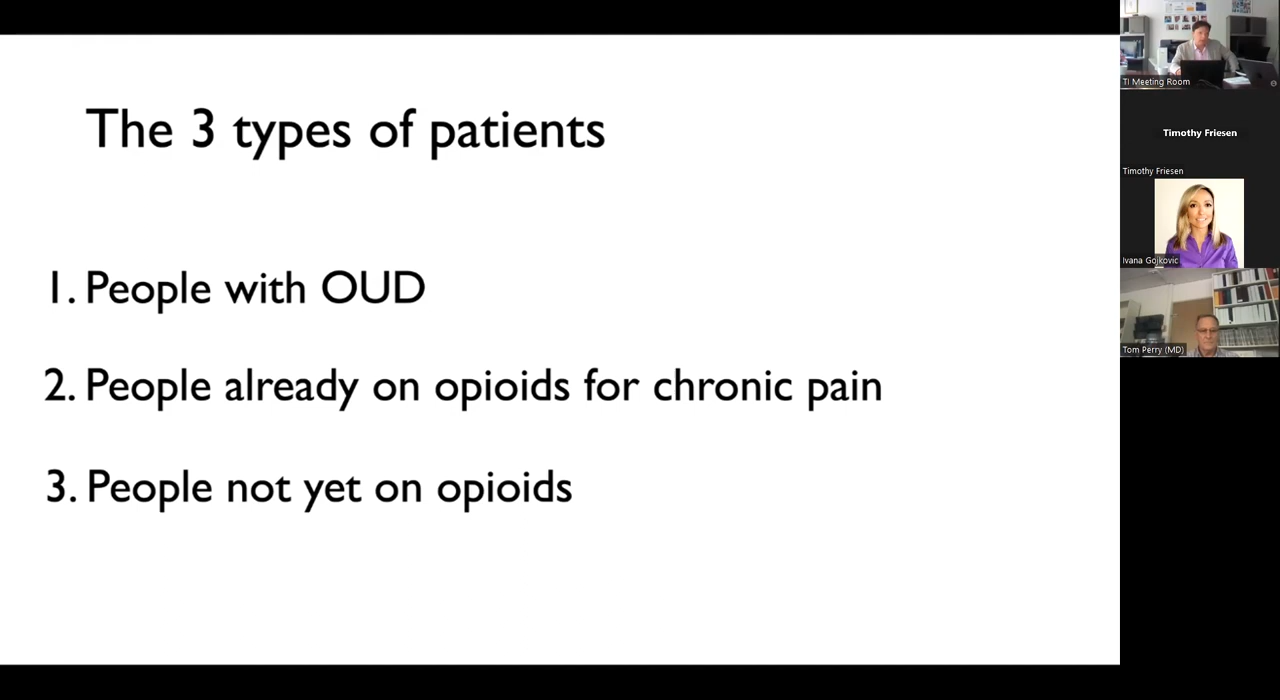 The 3 types of patients
1. People with OUD
2. People already on opioids for chronic pain
3. People not yet on opioids
TI Meeting Room
Timothy Friesen
Timothy Friesen
Ivana Gojkovic
Tom Perry (MD)